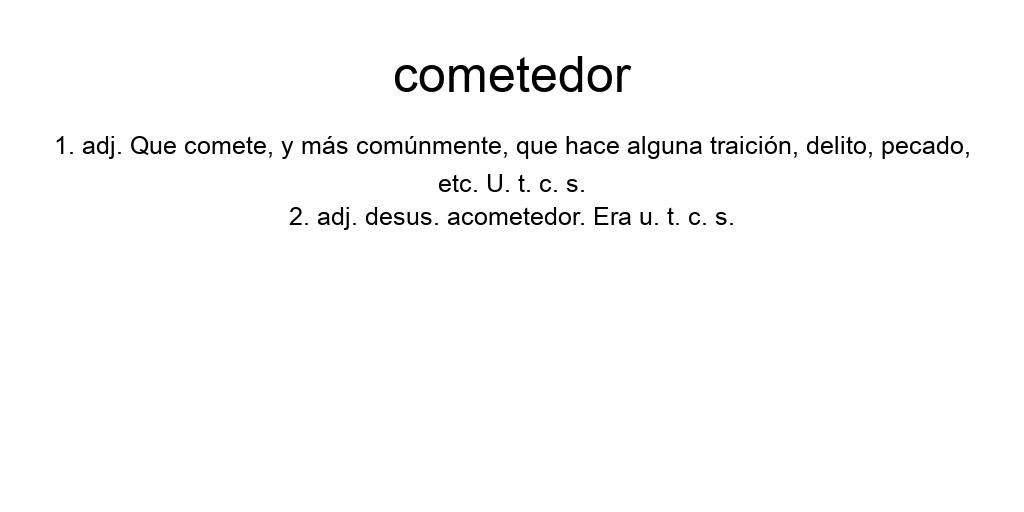 cometedor
1. adj. Que comete, y más comúnmente, que hace alguna traición, delito, pecado,
etc. U. t. c. s.
2. adj. desus. acometedor. Era u. t. c. s.